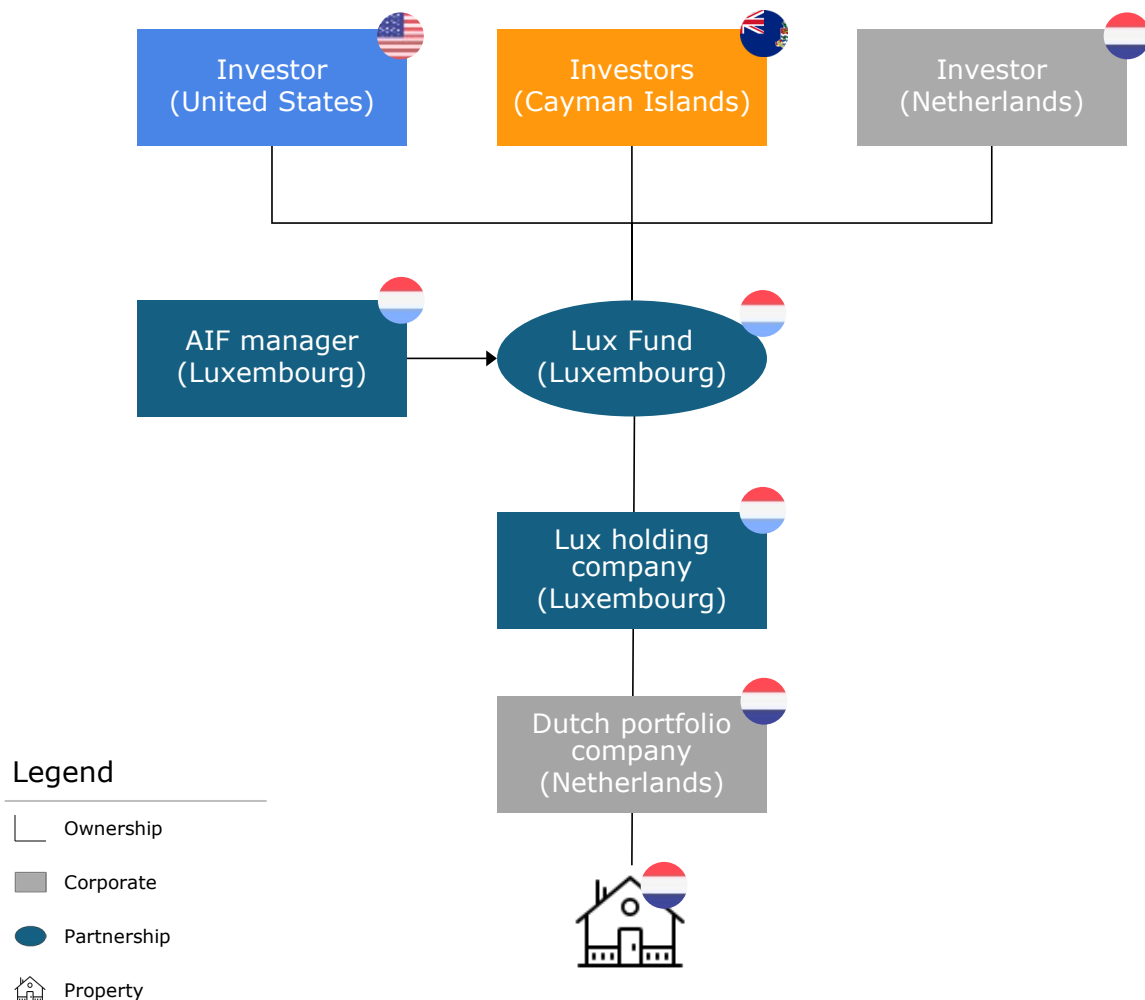 Investor
(United States)
Investors
(Cayman Islands)
Investor
(Netherlands)
AIF manager
(Luxembourg)
Lux Fund
(Luxembourg)
Lux holding
company
(Luxembourg)
Dutch portfolio
company
(Netherlands)
Legend
Ownership
Corporate
Partnership
Property